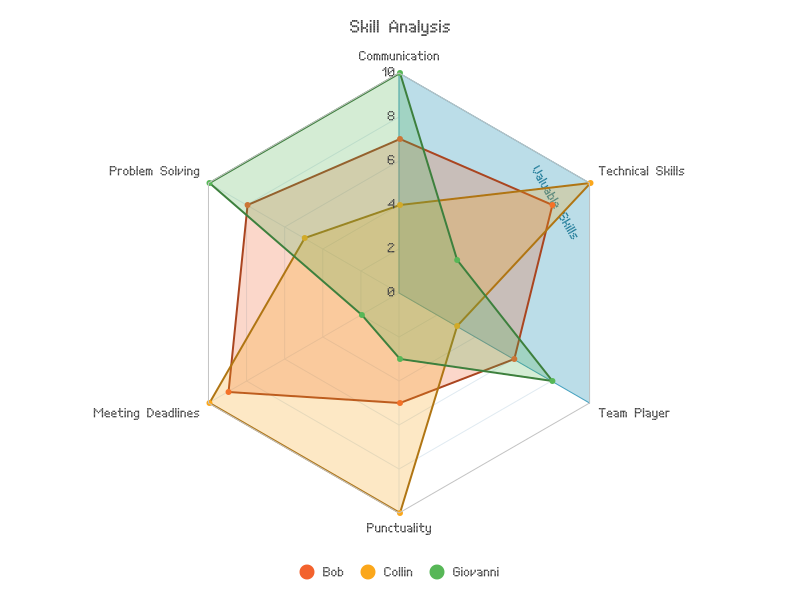 Skill Analysis
Communication
10
8
6
4
2
0
Problem Solving
Technical Skills
Valuable Skills
Meeting Deadlines
Team Player
Punctuality
Bob
Collin
Giovanni